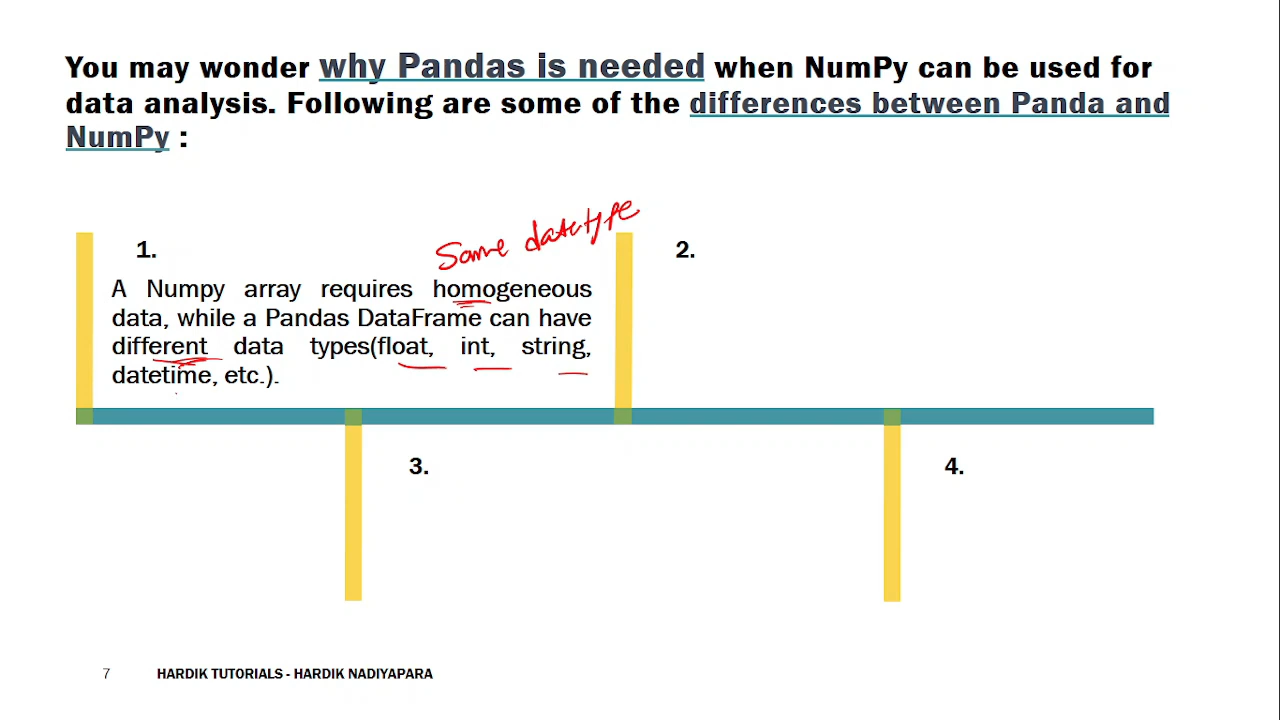 You may wonder why Pandas is needed when NumPy can be used for
data analysis. Following are some of the differences between Panda and
NumPy :
Same datatype
1.
A Numpy array requires homogeneous
data, while a Pandas DataFrame can have
different data types(float, int, string,
datetime, etc.).
2.
3.
4.
7 HARDIK TUTORIALS - HARDIK NADIYAPARA